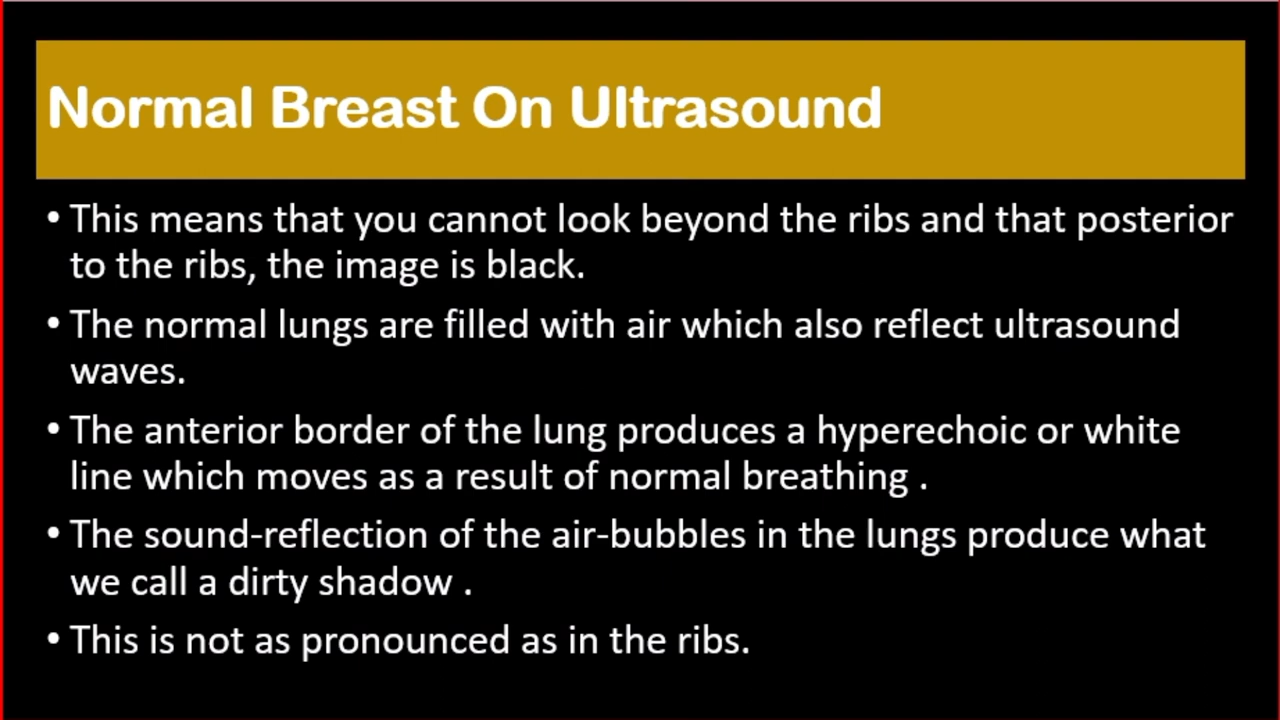 Normal Breast On Ultrasound
• This means that you cannot look beyond the ribs and that posterior
to the ribs, the image is black.
• The normal lungs are filled with air which also reflect ultrasound
waves.
• The anterior border of the lung produces a hyperechoic or white
line which moves as a result of normal breathing .
• The sound-reflection of the air-bubbles in the lungs produce what
we call a dirty shadow .
• This is not as pronounced as in the ribs.